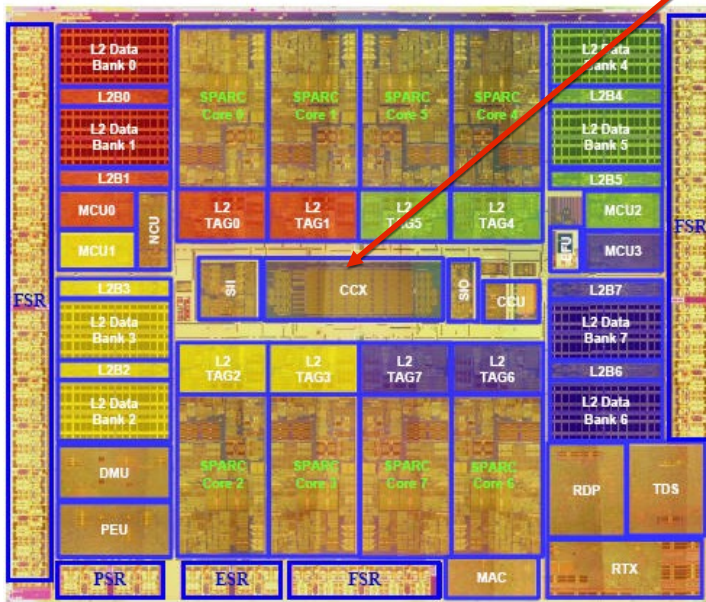 L2 Data
Bank 0
L2B0
L2 Data
Bank 1
L2B1
MCU0
MCU1
NCU
SPARC
Core 0
SPARC
Core 1
SPARC
Core 5
SPARC
Core 4
L2
TAG0
L2
TAG1
L2
TAG5
L2
TAG4
L2 Data
Bank 4
L2B4
L2 Data
Bank 5
L2B5
MCU2
MCU3
EFU
FSR
FSR
SII
CCX
SIO
CCU
L2B3
L2 Data
Bank 3
L2B2
L2 Data
Bank 2
DMU
PEU
L2
TAG2
L2
TAG3
L2
TAG7
L2
TAG6
SPARC
Core 2
SPARC
Core 3
SPARC
Core 7
SPARC
Core 6
L2B7
L2 Data
Bank 7
L2B6
L2 Data
Bank 6
RDP
TDS
RTX
PSR
ESR
FSR
MAC